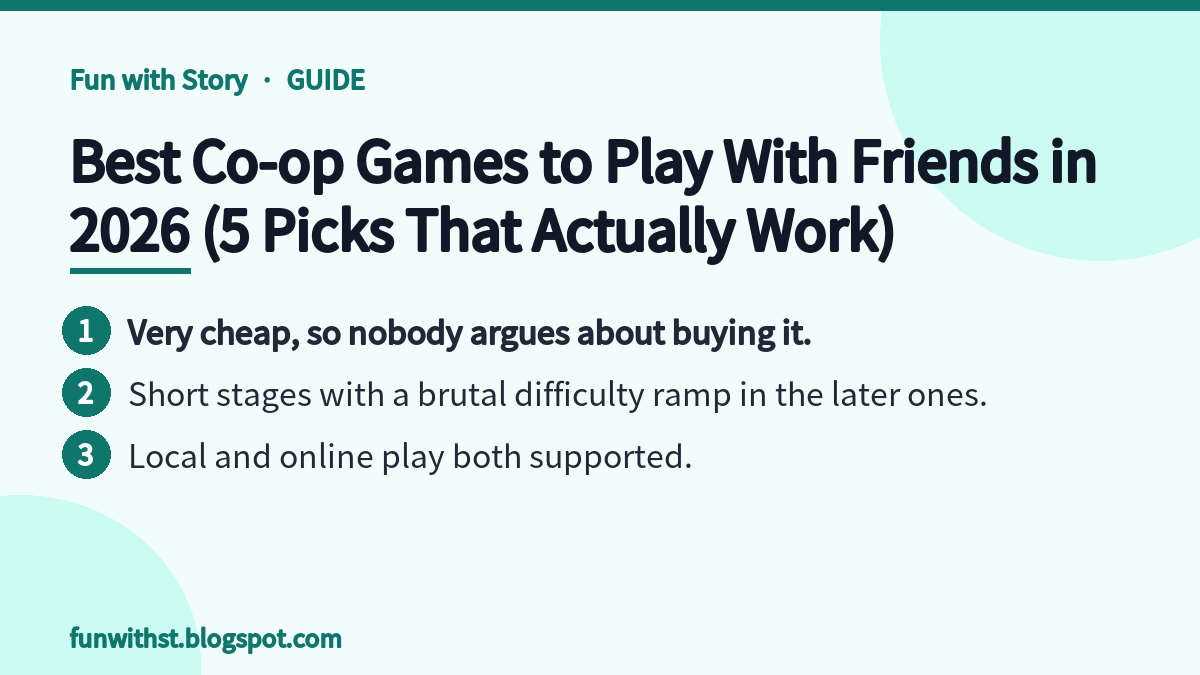 Fun with Story · GUIDE
Best Co-op Games to Play With Friends in
2026 (5 Picks That Actually Work)
1 Very cheap, so nobody argues about buying it.
2 Short stages with a brutal difficulty ramp in the later ones.
3 Local and online play both supported.
funwithst.blogspot.com